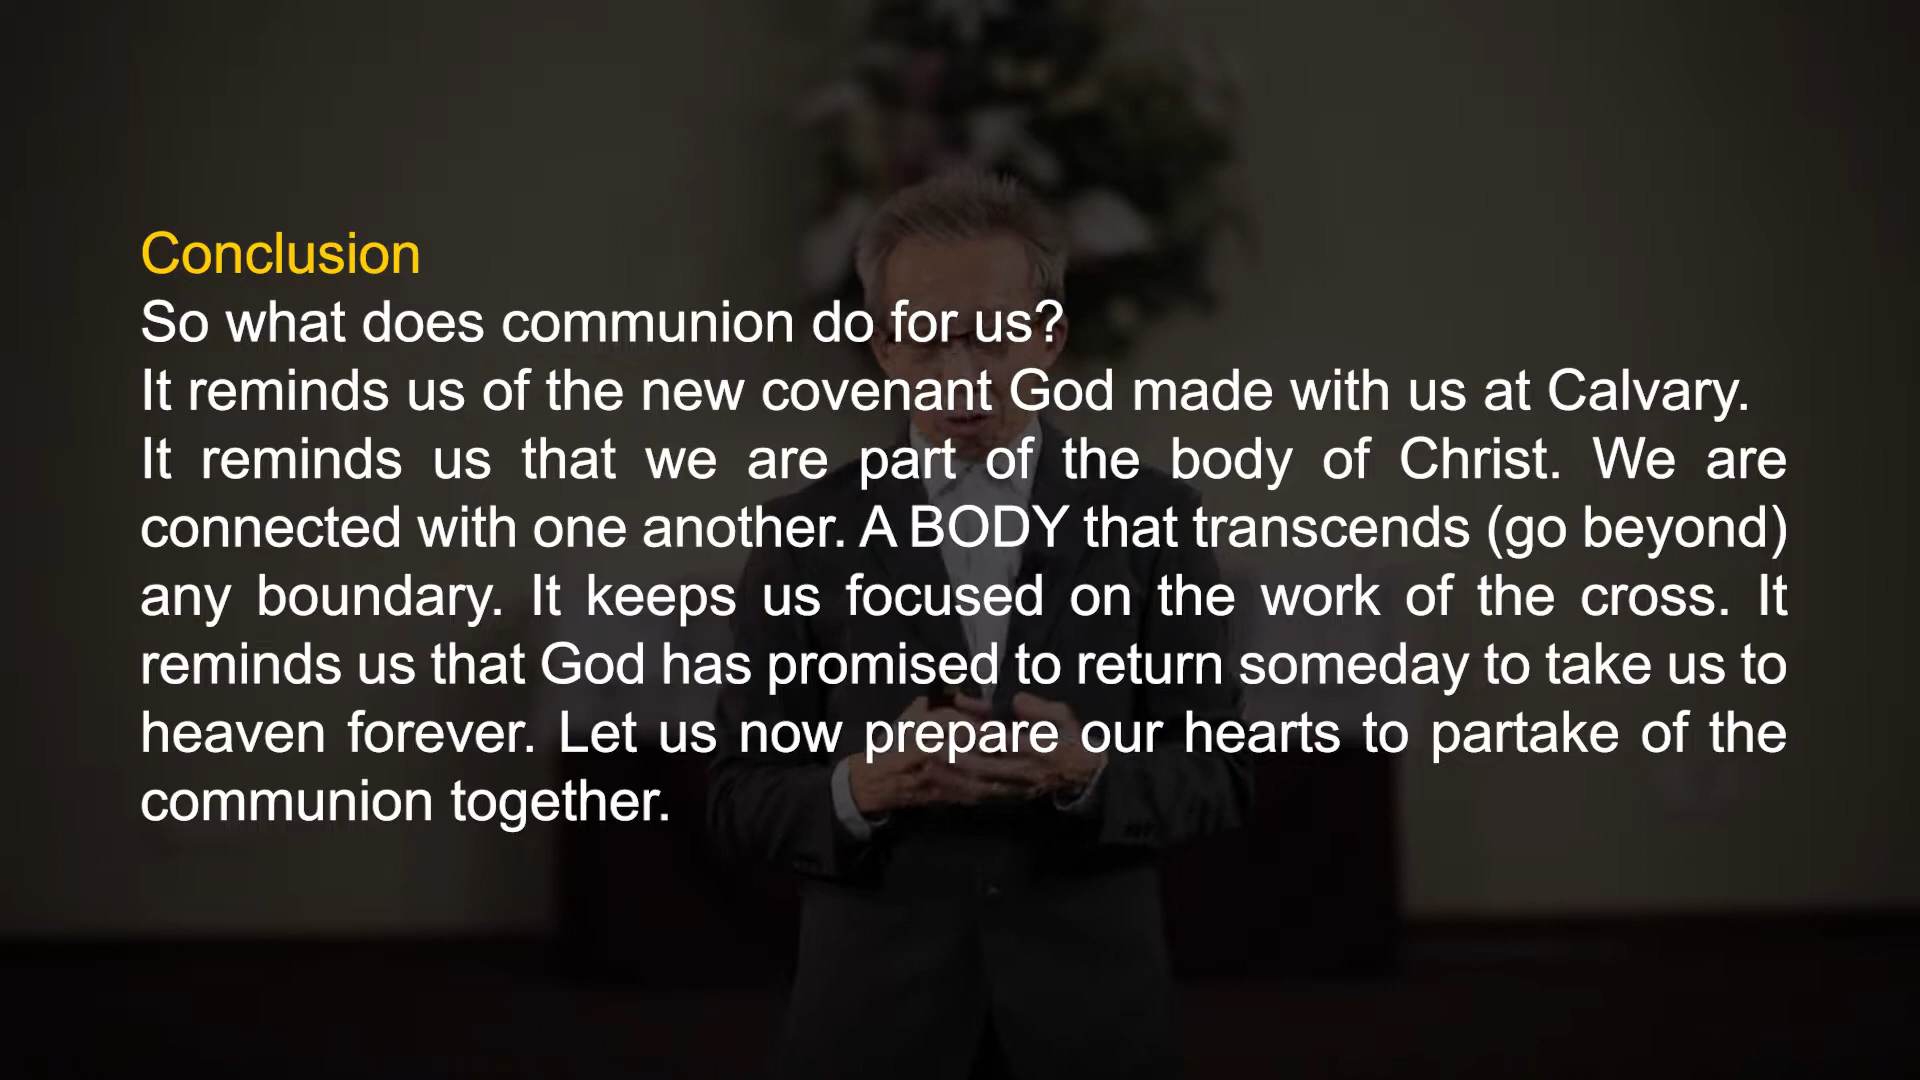 Conclusion
So what does communion do for us?
It reminds us of the new covenant God made with us at Calvary.
It reminds us that we are part of the body of Christ. We are
connected with one another. A BODY that transcends (go beyond)
any boundary. It keeps us focused on the work of the cross. It
reminds us that God has promised to return someday to take us to
heaven forever. Let us now prepare our hearts to partake of the
communion together.